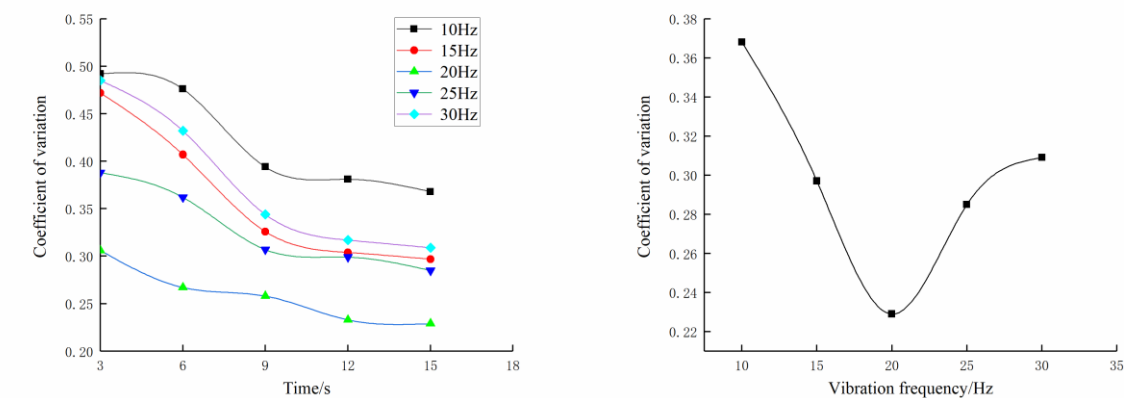 0.55
0.50
0.45
0.40
0.35
0.30
0.25
0.20
Coefficient of variation
10Hz
15Hz
20Hz
25Hz
30Hz
3 6 9 12 15 18
Time/s
0.38
0.36
0.34
0.32
0.30
0.28
0.26
0.24
0.22
Coefficient of variation
10 15 20 25 30 35
Vibration frequency/Hz